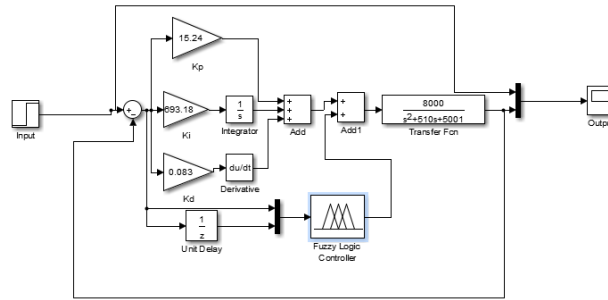 15.24
Kp
Input
693.18
Ki
1
s
Integrator
+
+
+
Add
+
+
Add1
8000
s²+510s+5001
Transfer Fcn
0.083
Kd
du/dt
Derivative
1
z
Unit Delay
Fuzzy Logic
Controller